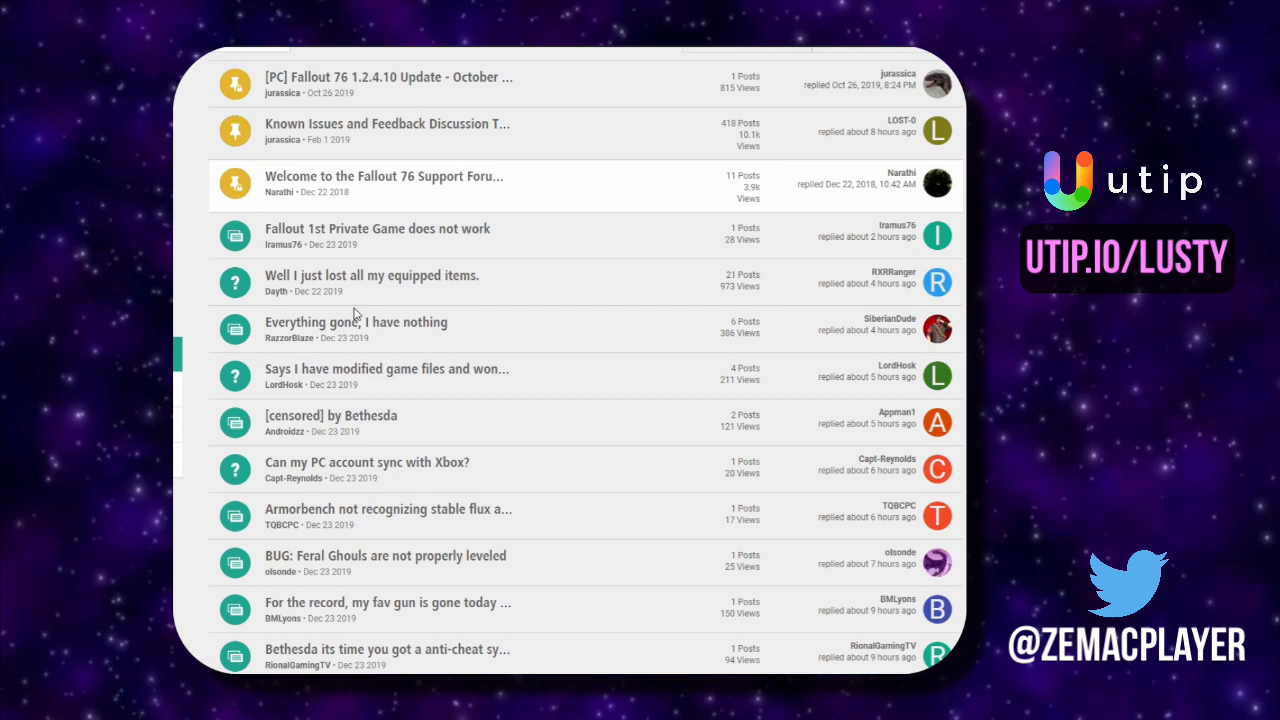 [PC] Fallout 76 1.2.4.10 Update - October ...
jurassica • Oct 26 2019
1 Posts
815 Views
jurassica
replied Oct 26, 2019, 8:24 PM
Known Issues and Feedback Discussion T...
jurassica • Feb 1 2019
418 Posts
10.1k
Views
LOST-0
replied about 8 hours ago
L
Welcome to the Fallout 76 Support Foru...
Narathi • Dec 22 2018
11 Posts
3.9k
Views
Narathi
replied Dec 22, 2018, 10:42 AM
Fallout 1st Private Game does not work
Iramus76 • Dec 23 2019
1 Posts
28 Views
Iramus76
replied about 2 hours ago
I
Well I just lost all my equipped items.
Dayth • Dec 22 2019
21 Posts
973 Views
RXRRanger
replied about 4 hours ago
R
Everything gone, I have nothing
RazzorBlaze • Dec 23 2019
6 Posts
386 Views
SiberianDude
replied about 4 hours ago
Says I have modified game files and won...
LordHosk • Dec 23 2019
4 Posts
211 Views
LordHosk
replied about 5 hours ago
L
[censored] by Bethesda
Androidzz • Dec 23 2019
2 Posts
121 Views
Appman1
replied about 5 hours ago
A
Can my PC account sync with Xbox?
Capt-Reynolds • Dec 23 2019
1 Posts
20 Views
Capt-Reynolds
replied about 6 hours ago
C
Armorbench not recognizing stable flux a...
TQBCPC • Dec 23 2019
1 Posts
17 Views
TQBCPC
replied about 6 hours ago
T
BUG: Feral Ghouls are not properly leveled
olsonde • Dec 23 2019
1 Posts
25 Views
olsonde
replied about 7 hours ago
For the record, my fav gun is gone today ...
BMLyons • Dec 23 2019
1 Posts
150 Views
BMLyons
replied about 9 hours ago
B
Bethesda its time you got a anti-cheat sy...
RionalGamingTV • Dec 23 2019
1 Posts
94 Views
RionalGamingTV
replied about 9 hours ago
R
utip
UTIP.IO/LUSTY
@ZEMACPLAYER